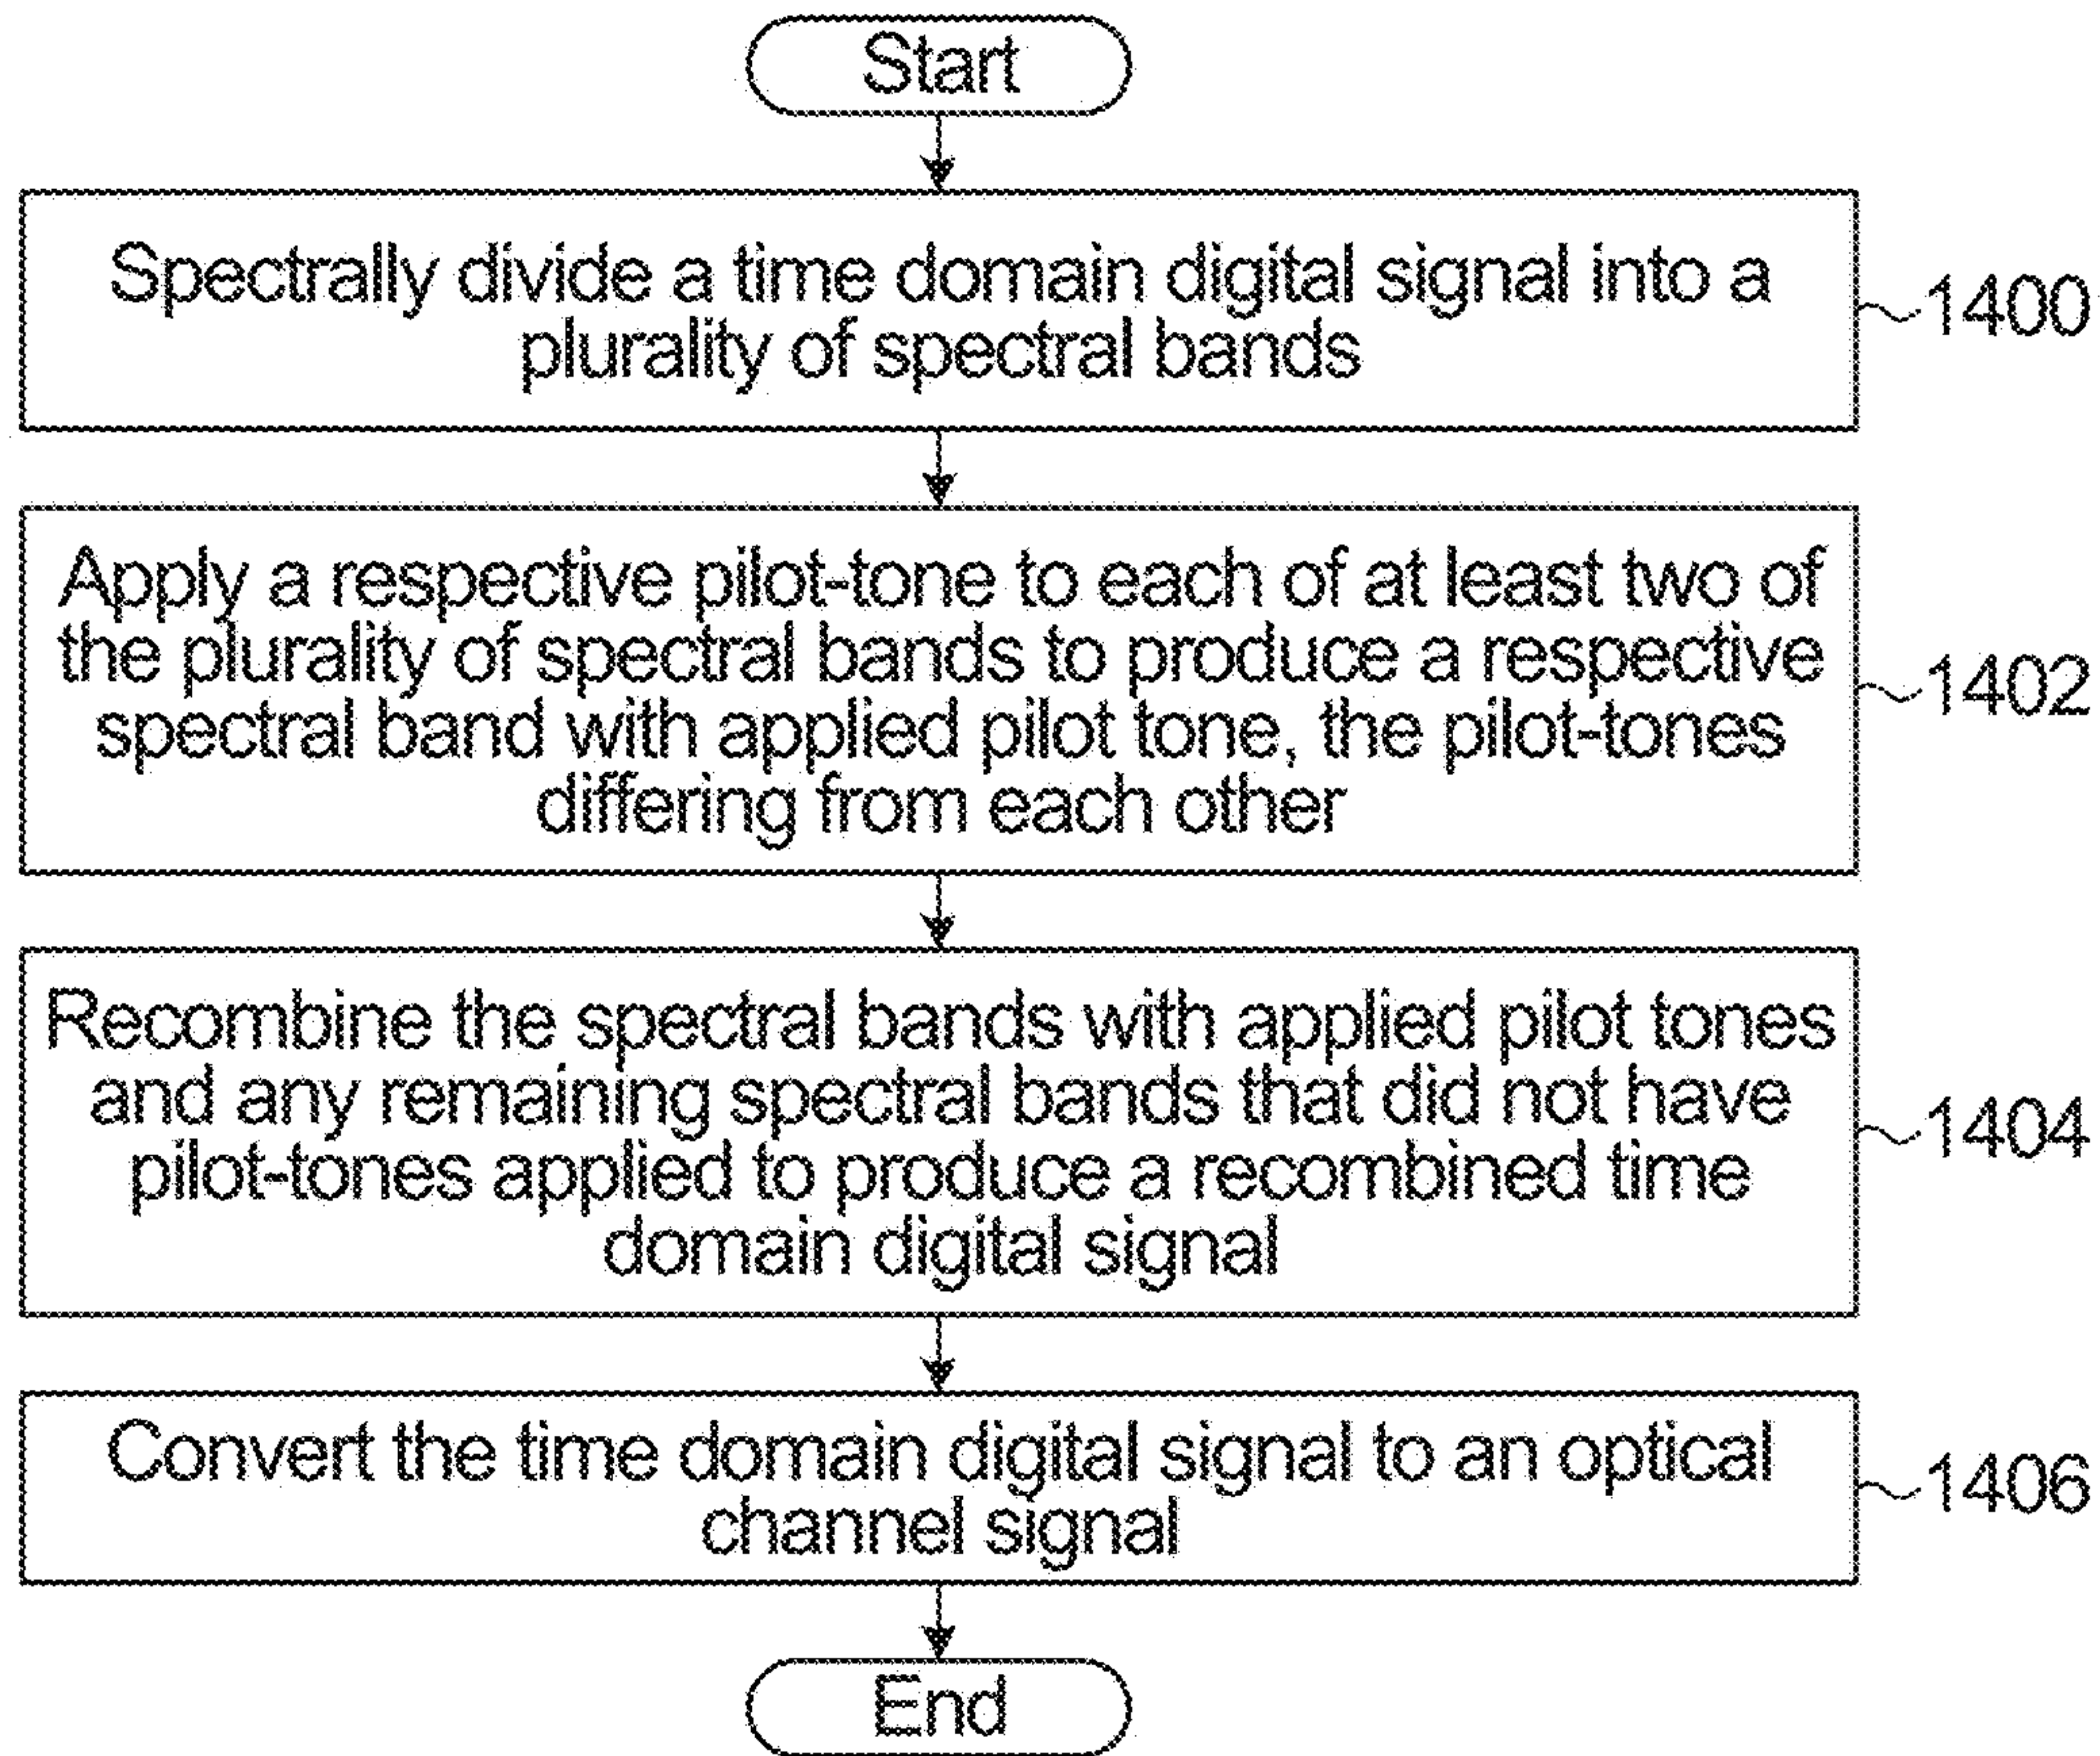 Start
Spectrally divide a time domain digital signal into a
plurality of spectral bands
1400
Apply a respective pilot-tone to each of at least two of
the plurality of spectral bands to produce a respective
spectral band with applied pilot tone, the pilot-tones
differing from each other
1402
Recombine the spectral bands with applied pilot tones
and any remaining spectral bands that did not have
pilot-tones applied to produce a recombined time
domain digital signal
1404
Convert the time domain digital signal to an optical
channel signal
1406
End